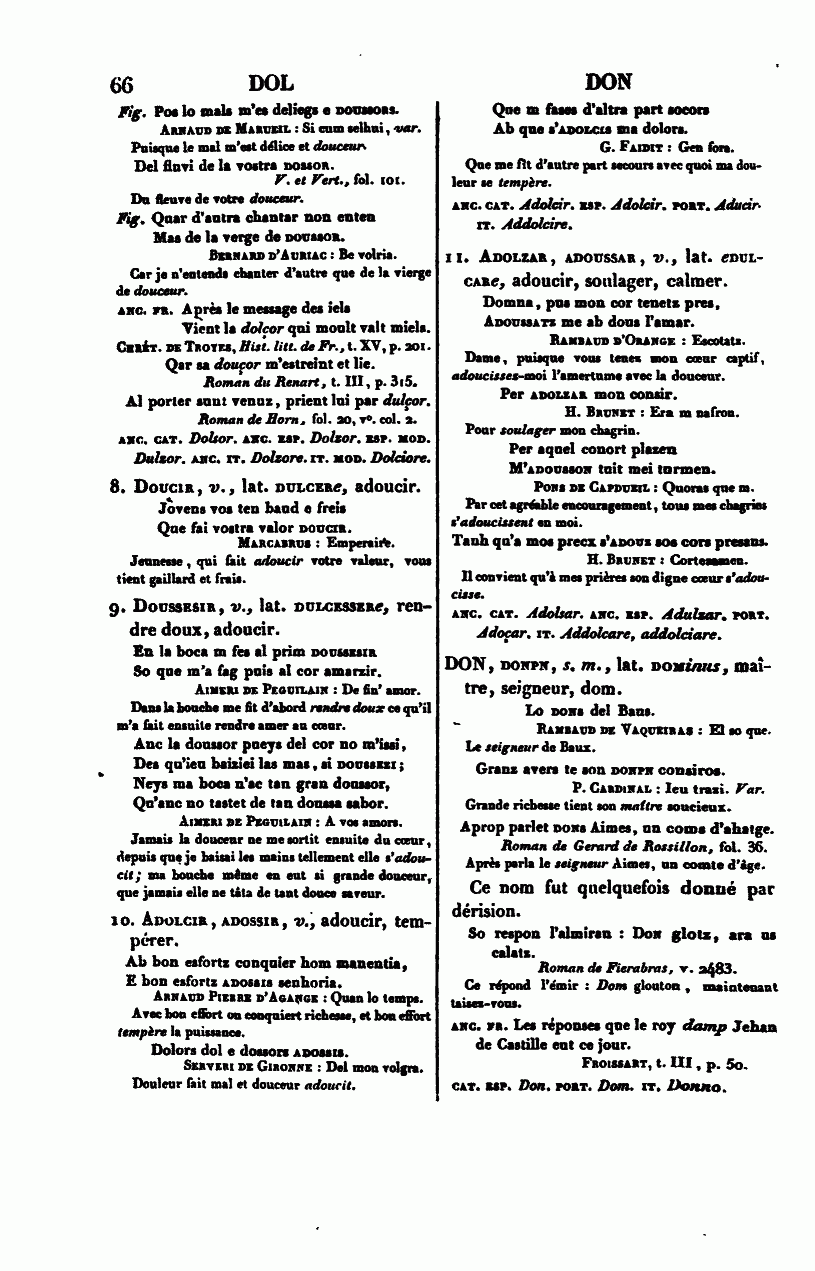 66 DOL DON
Fig. Pos lo mals m'es deliegs e DOUSSORS.
ARNAUD DE MARUEIL : Si cum selhui, var.
Puisque le mal m'est délice et douceur.
Del fluvi de la vostra DOSSOR.
V. et Vert., fol. 101.
Du fleuve de votre douceur.
Fig. Quar d'autra chantar non enten
Mas de la verge de DOUSSOR.
BERNARD D'AURIAC : Be volria.
Car je n'entends chanter d'autre que de la vierge
de douceur.
ANC. FR. Après le message des iels
Vient la dolçor qui moult valt miels.
CHRÉT. DE TROYES, Hist. litt. de Fr., t. XV, p. 201.
Qar sa douçor m'estreint et lie.
Roman du Renart, t. III, p. 315.
Al porter sunt venuz, prient lui par dulçor.
Roman de Horn, fol. 20, v°. col. 2.
ANC. CAT. Dolsor. ANC. ESP. Dolzor. ESP. MOD.
Dulzor. ANC. IT. Dolzore. IT. MOD. Dolciore.
8. DOUCIR, v., lat. DULCERe, adoucir.
Jovens vos ten baud e freis
Que fai vostra valor DOUCIR.
MARCABRUS : Emperaire.
Jeunesse, qui fait adoucir votre valeur, vous
tient gaillard et frais.
9. DOUSSESIR, v., lat. DULCESSERe, ren-
dre doux, adoucir.
En la boca m fes al prim DOUSSESIR
So que m'a fag puis al cor amarzir.
AIMERI DE PEGUILAIN : De fin' amor.
Dans la bouche me fit d'abord rendre doux ce qu'il
m'a fait ensuite rendre amer au cœur.
Anc la doussor pueys del cor no m'issi,
Des qu'ieu baiziei las mas, si DOUSSEZI;
Neys ma boca n'ac tan gran doussor,
Qu'anc no tastet de tan doussa sabor.
AIMERI DE PEGUILAIN : A vos amors.
Jamais la douceur ne me sortit ensuite du cœur,
depuis que je baisai les mains tellement elle s'adou-
cit; ma bouche même en eut si grande douceur,
que jamais elle ne tâta de tant douce saveur.
10. ADOLCIR, ADOSSIR, v., adoucir, tem-
pérer.
Ab bon esfortz conquier hom manentia,
E bon esfortz ADOSSIS senhoria.
ARNAUD PIERRE D'AGANGE : Quan lo temps.
Avec bon effort on conquiert richesse, et bon effort
tempère la puissance.
Dolors dol e dossors ADOSSIS.
SERVERI DE GIRONNE : Del mon volgra.
Douleur fait mal et douceur adoucit.
Que m fases d'altra part socors
Ab que s'ADOLCIS ma dolors.
G. FAIDIT : Gen fora.
Que me fît d'autre part secours avec quoi ma dou-
leur se tempère.
ANC. CAT. Adolcir. ESP. Adolcir. PORT. Aducir.
IT. Addolcire.
11. ADOLZAR, ADOUSSAR, v., lat. eDUL-
CARe, adoucir, soulager, calmer.
Domna, pus mon cor tenetz pres,
ADOUSSATZ me ab dous l'amar.
RAMBAUD D'ORANGE : Escotatz.
Dame, puisque vous tenez mon cœur captif,
adoucissez-moi l'amertume avec la douceur.
Per ADOLZAR mon consir.
H. BRUNET : Era m nafron.
Pour soulager mon chagrin.
Per aquel conort plazen
M'ADOUSSON tuit mei turmen.
PONS DE CAPDUEIL : Quoras que m.
Par cet agréable encouragement, tous mes chagrins
s'adoucissent en moi.
Tanh qu'a mos precx s'ADOUS sos cors presans.
H. BRUNET : Cortesamen.
Il convient qu'à mes prières son digne cœur s'adou-
cisse.
ANC. CAT. Adolsar. ANC. ESP. Adulzar. PORT.
Adoçar. IT. Addolcare, addolciare.
DON, DONPN, s. m., lat. DOMinus, maî-
tre, seigneur, dom.
Lo DONS del Baus.
RAMBAUD DE VAQUEIRAS : El so que.
Le seigneur de Baux.
Granz avers te son DONPN consiros.
P. CARDINAL : Ieu trazi. Var.
Grande richesse tient son maître soucieux.
Aprop parlet DONS Aimes, un coms d'ahatge.
Roman de Gerard de Rossillon, fol. 36.
Après parla le seigneur Aimes, un comte d'âge.
Ce nom fut quelquefois donné par
dérision.
So respon l'almiran : DON glotz, ara us
calatz.
Roman de Fierabras, v. 2483.
Ce répond l'émir : Dom glouton, maintenant
taisez-vous.
ANC. FR. Les réponses que le roy damp Jehan
de Castille eut ce jour.
FROISSART, t. III, p. 50.
CAT. ESP. Don. PORT. Dom. IT. Donno.